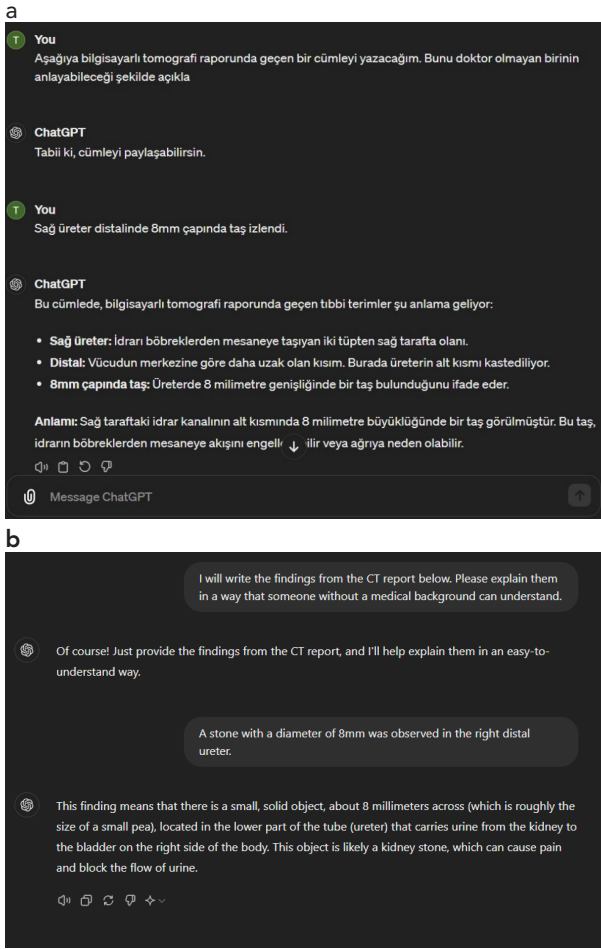 a
You
Aşağıya bilgisayarlı tomografi raporunda geçen bir cümleyi yazacağım. Bunu doktor olmayan birinin
anlayabileceği şekilde açıkla
ChatGPT
Tabii ki, cümleyi paylaşabilirsin.
T You
Sağ üreter distalinde 8mm çapında taş izlendi.
ChatGPT
Bu cümlede, bilgisayarlı tomografi raporunda geçen tıbbi terimler şu anlama geliyor:
• Sağ üreter: İdrarı böbreklerden mesaneye taşıyan iki tüpten sağ tarafta olanı.
• Distal: Vücudun merkezine göre daha uzak olan kısım. Burada üreterin alt kısmı kastediliyor.
• 8mm çapında taş: Üreterde 8 milimetre genişliğinde bir taş bulunduğunu ifade eder.
Anlamı: Sağ taraftaki idrar kanalının alt kısmında 8 milimetre büyüklüğünde bir taş görülmüştür. Bu taş,
idrarın böbreklerden mesaneye akışını veya ağrıya neden olabilir.
Message ChatGPT
b
I will write the findings from the CT report below. Please explain them
in a way that someone without a medical background can understand.
Of course! Just provide the findings from the CT report, and I'll help explain them in an easy-to-
understand way.
A stone with a diameter of 8mm was observed in the right distal
ureter.
This finding means that there is a small, solid object, about 8 millimeters across (which is roughly the
size of a small pea), located in the lower part of the tube (ureter) that carries urine from the kidney to
the bladder on the right side of the body. This object is likely a kidney stone, which can cause pain
and block the flow of urine.